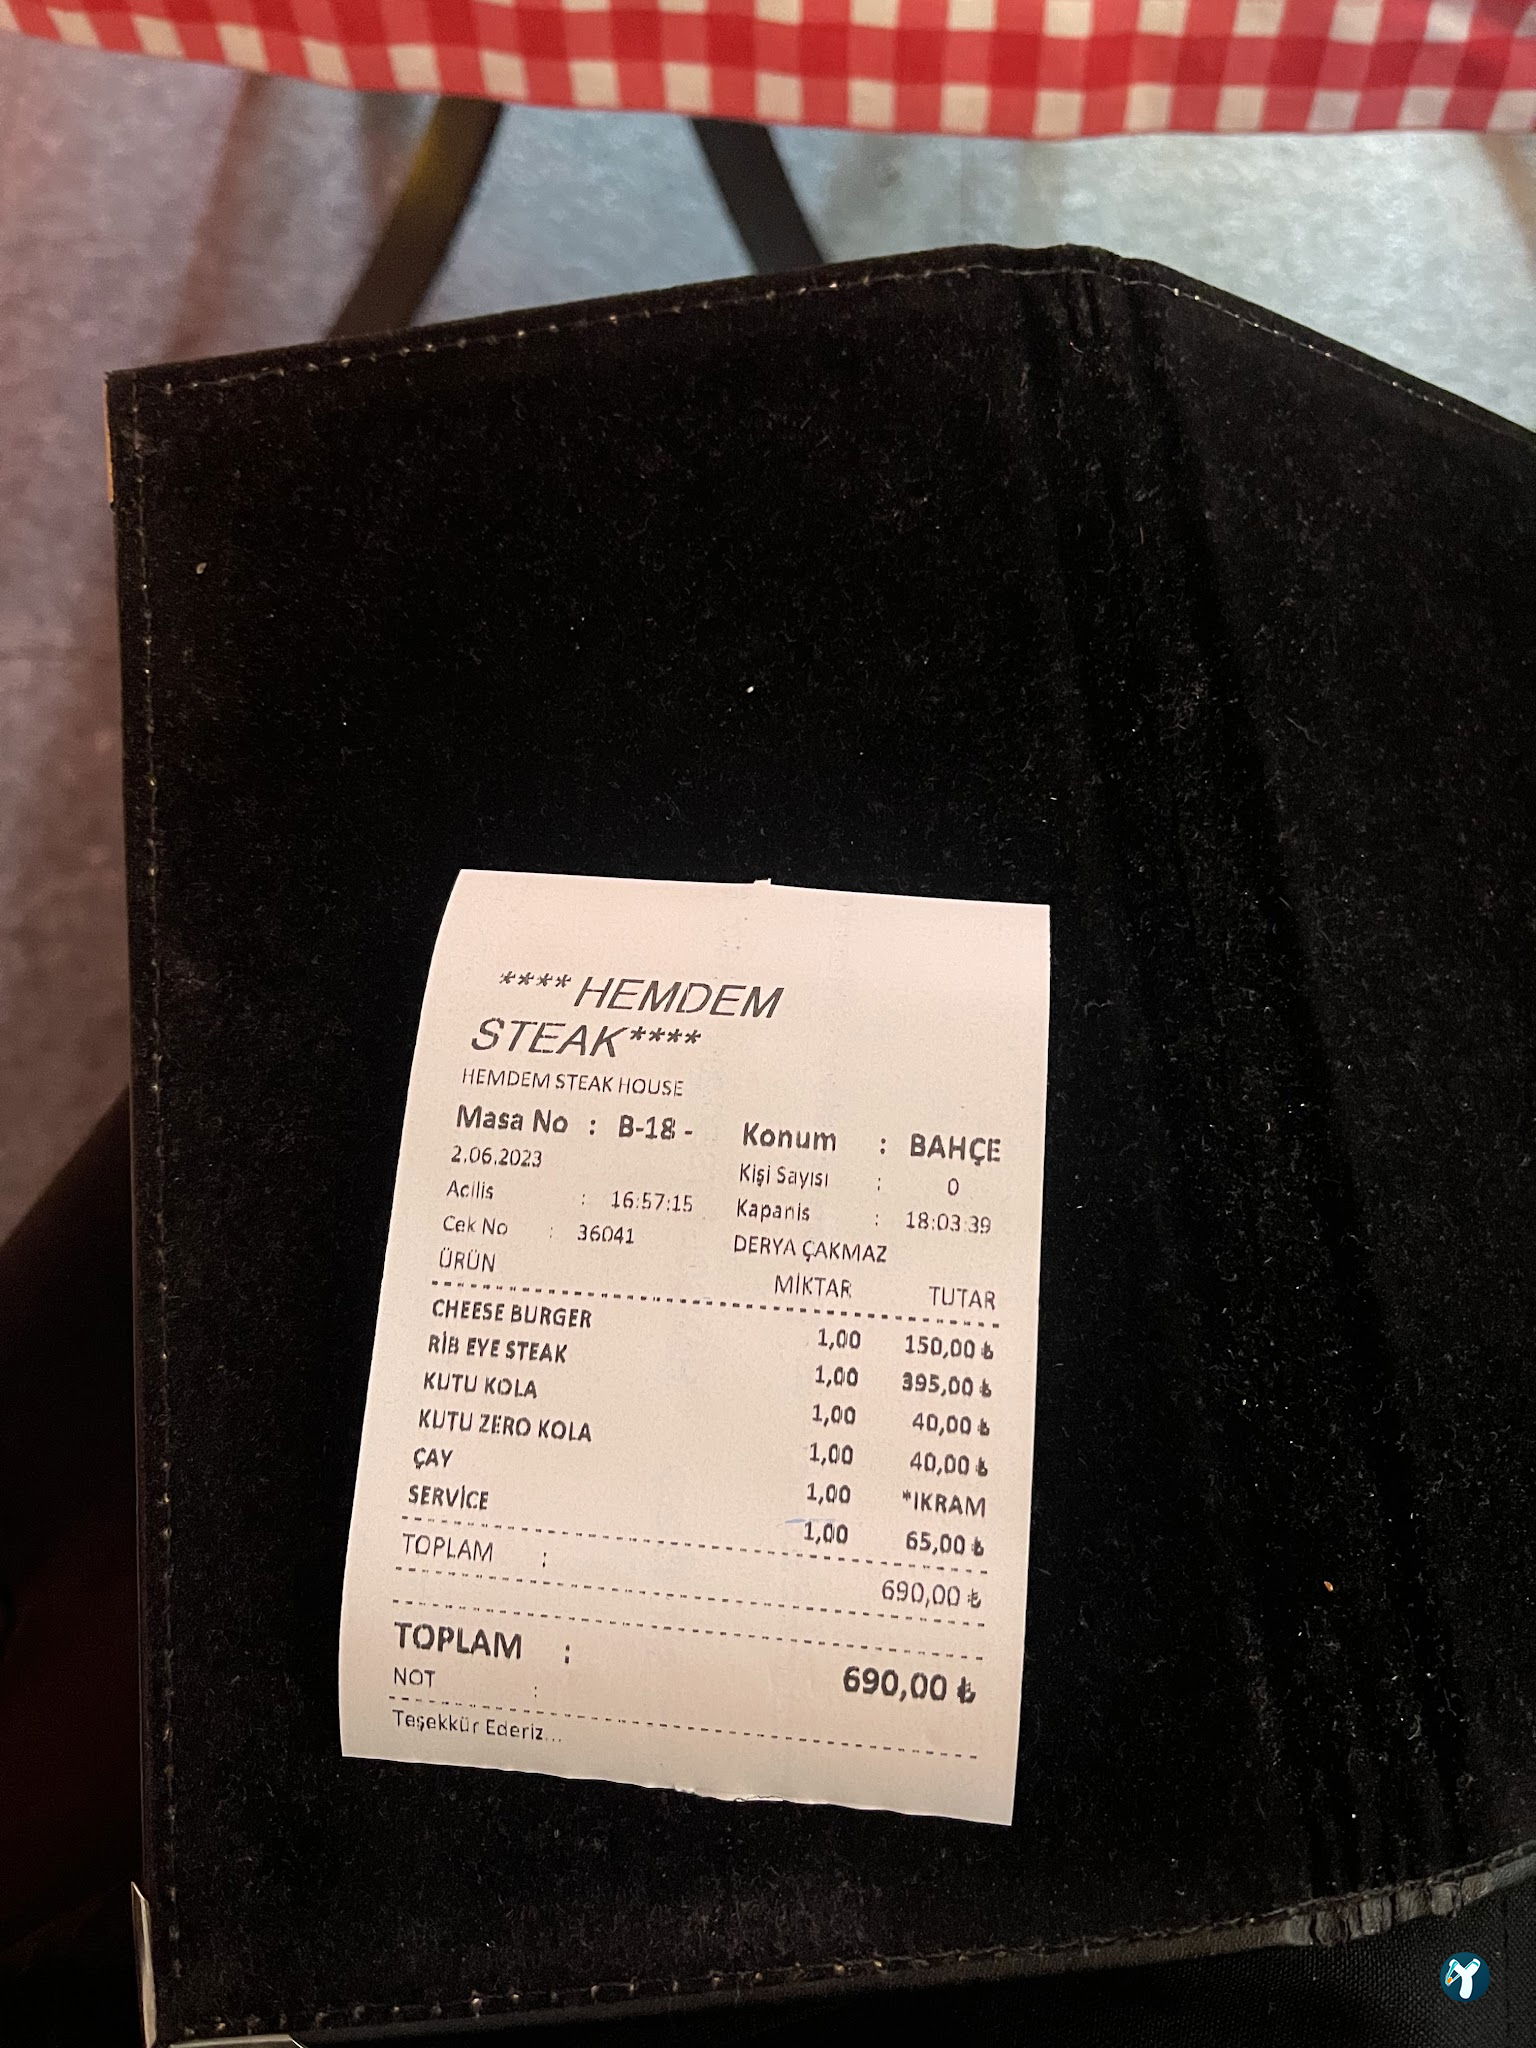 ****HEMDEM
STEAK****
HEMDEM STEAK HOUSE
Masa No : B-18 - Konum : BAHÇE
2.06.2023 Kişi Sayısı : 0
Acilis : 16:57:15 Kapanis : 18:03:39
Cek No : 36041 DERYA ÇAKMAZ
ÜRÜN MİKTAR TUTAR
CHEESE BURGER 1,00 150,00 ₺
RİB EYE STEAK 1,00 395,00 ₺
KUTU KOLA 1,00 40,00 ₺
KUTU ZERO KOLA 1,00 40,00 ₺
ÇAY 1,00 *IKRAM
SERVİCE 1,00 65,00 ₺
TOPLAM : 690,00 ₺
TOPLAM : 690,00 ₺
NOT :
Teşekkür Ederiz...